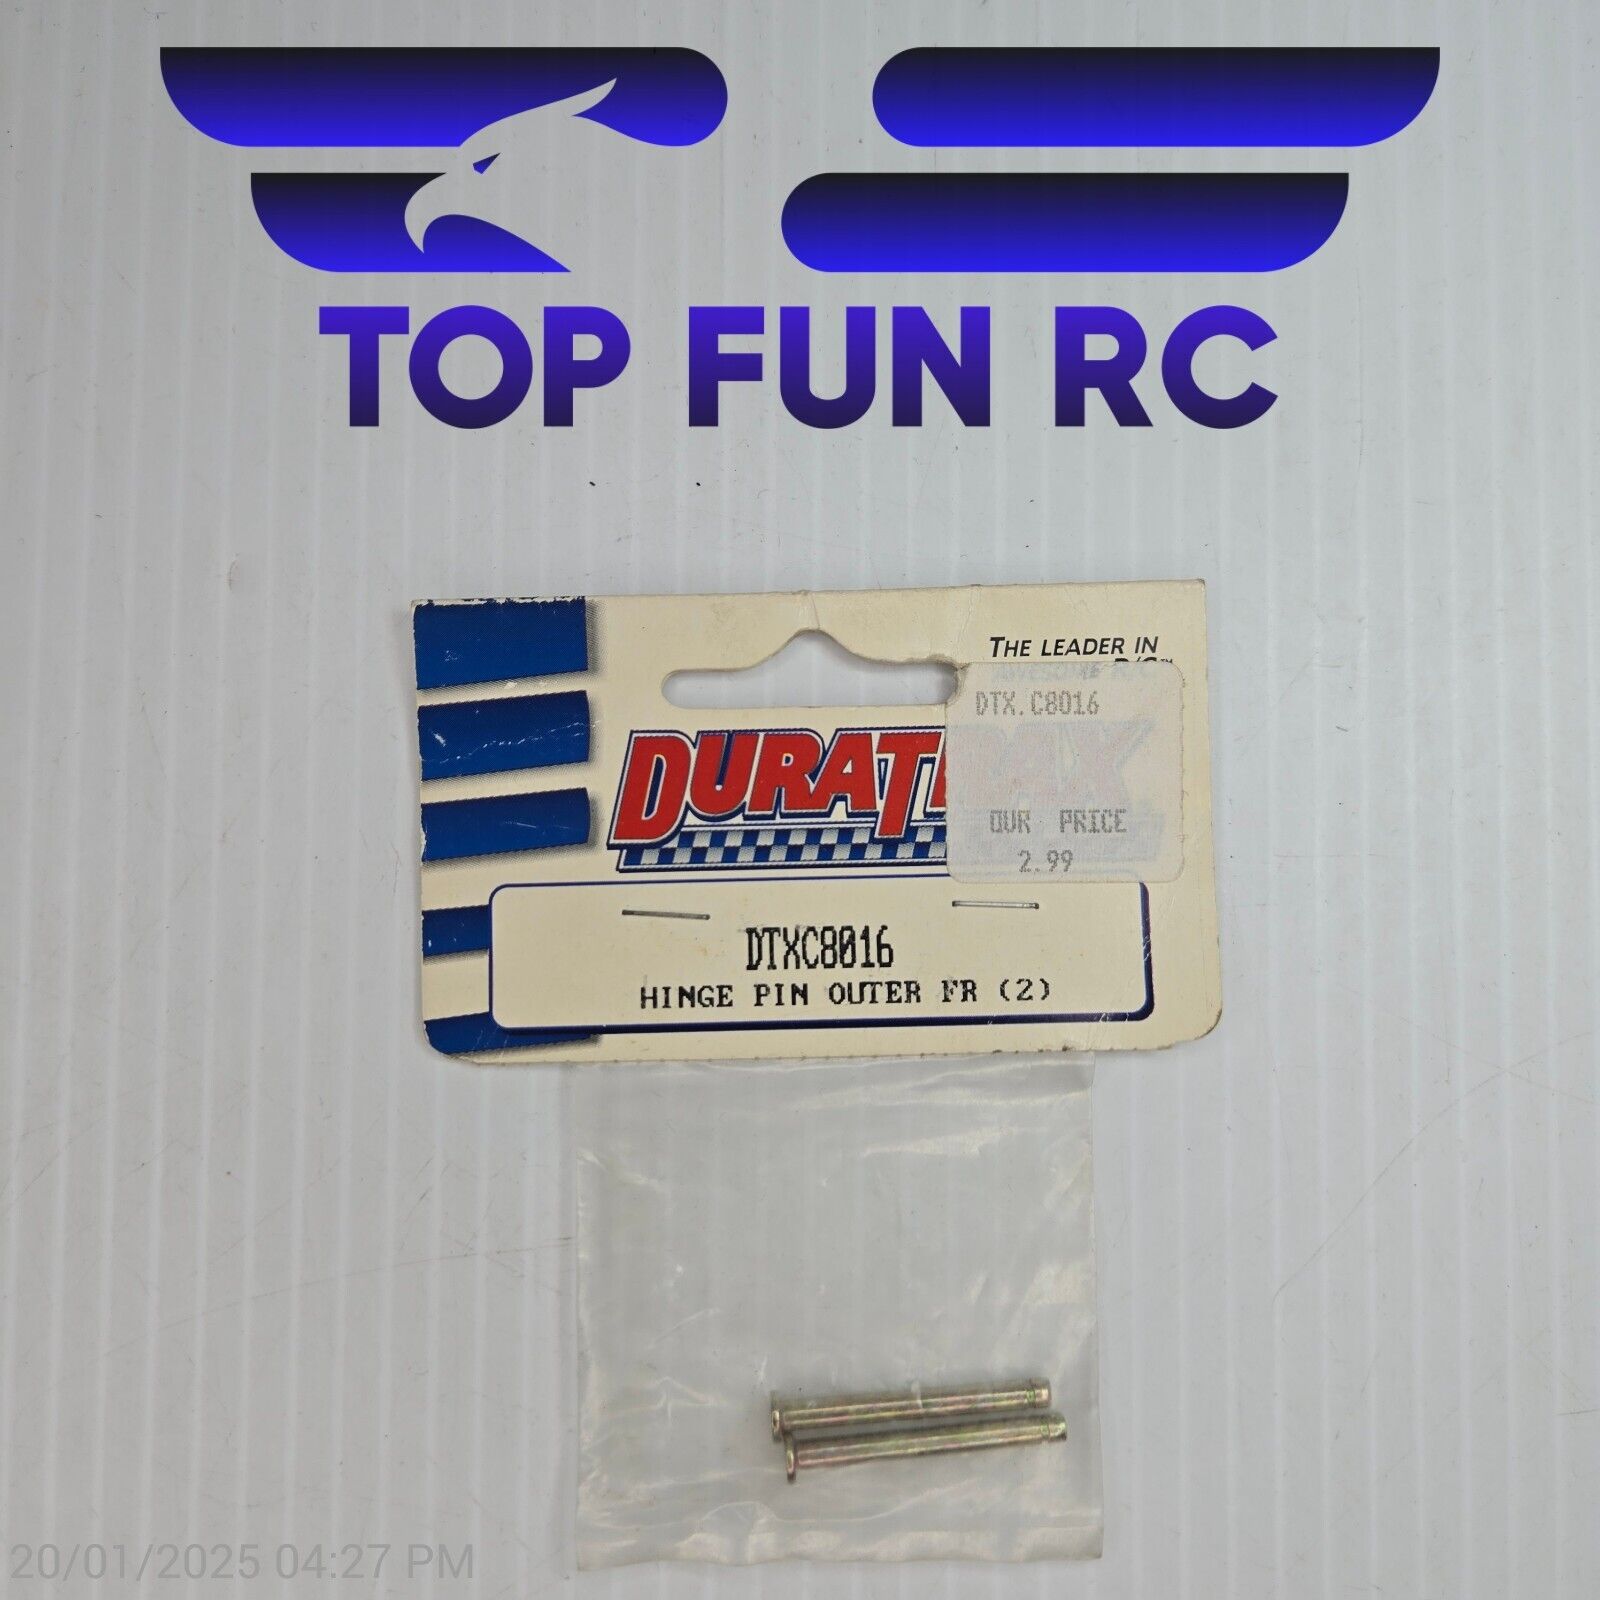 TOP FUN RC
THE LEADER IN
DTX.C8016
DURATRAX
OUR PRICE
2.99
DTXC8016
HINGE PIN OUTER FR (2)
20/01/2025 04:27 PM